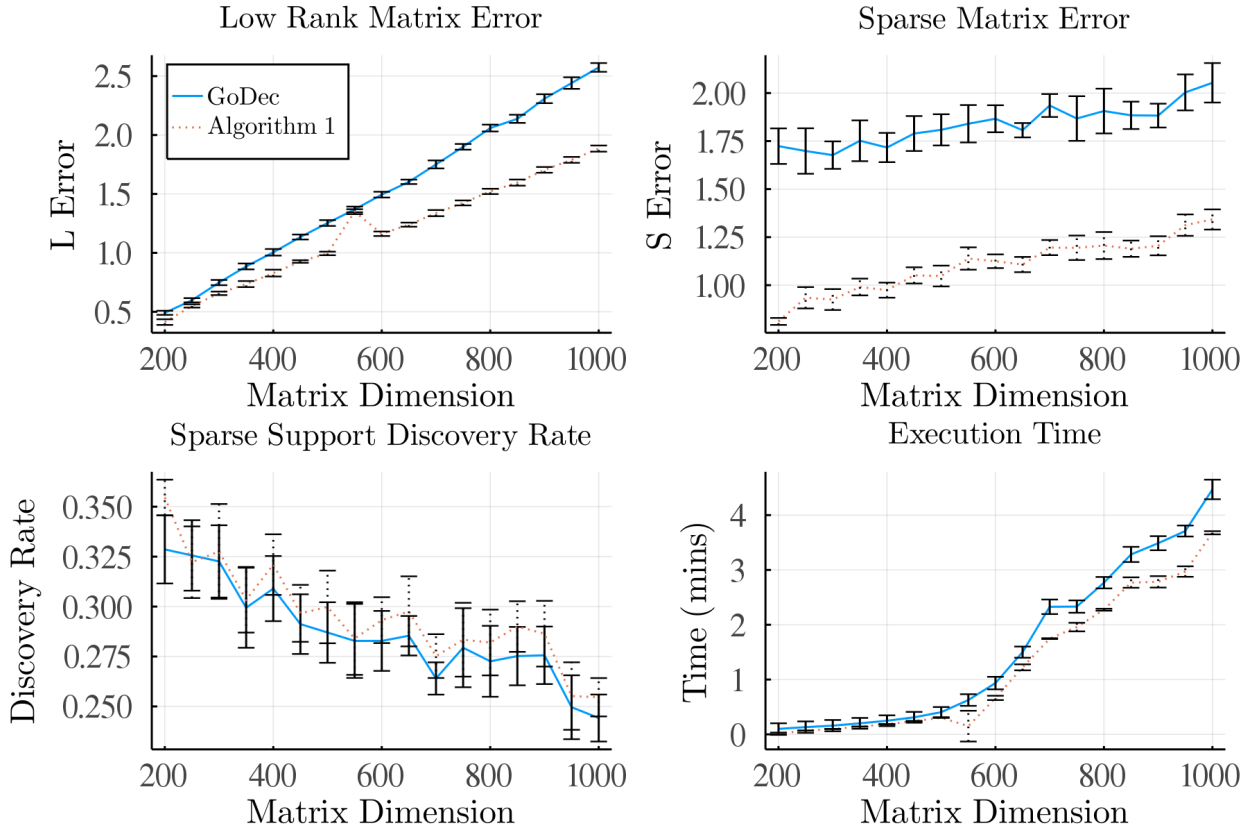 Low Rank Matrix Error
L Error
2.5
2.0
1.5
1.0
0.5
GoDec
Algorithm 1
200 400 600 800 1000
Matrix Dimension
Sparse Matrix Error
S Error
2.00
1.75
1.50
1.25
1.00
200 400 600 800 1000
Matrix Dimension
Sparse Support Discovery Rate
Discovery Rate
0.350
0.325
0.300
0.275
0.250
200 400 600 800 1000
Matrix Dimension
Execution Time
Time (mins)
4
3
2
1
0
200 400 600 800 1000
Matrix Dimension